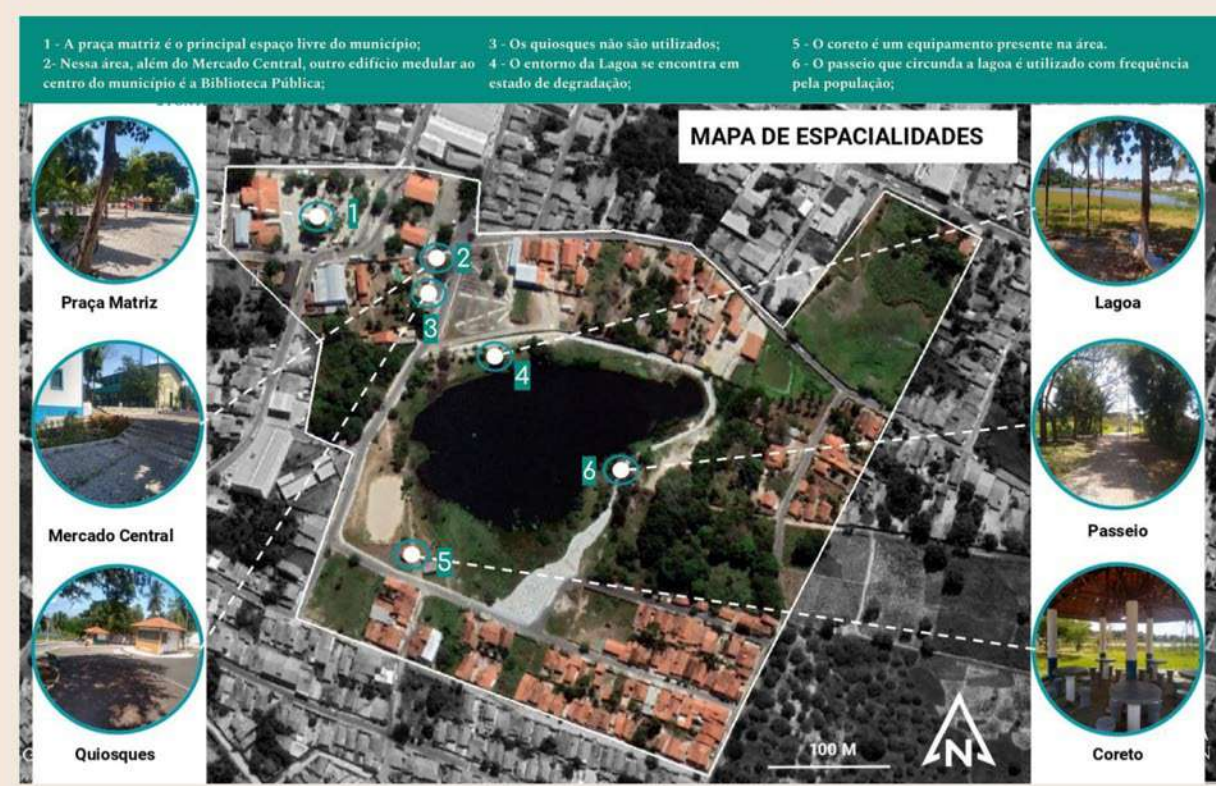 1 - A praça matriz é o principal espaço livre do município;
2- Nessa área, além do Mercado Central, outro edifício medular ao
centro do município é a Biblioteca Pública;
3 - Os quiosques não são utilizados;
4 - O entorno da Lagoa se encontra em
estado de degradação;
5 - O coreto é um equipamento presente na área.
6 - O passeio que circunda a lagoa é utilizado com frequência
pela população;
MAPA DE ESPACIALIDADES
Praça Matriz
Mercado Central
Quiosques
1
2
3
4
6
5
Lagoa
Passeio
Coreto
100 M
N